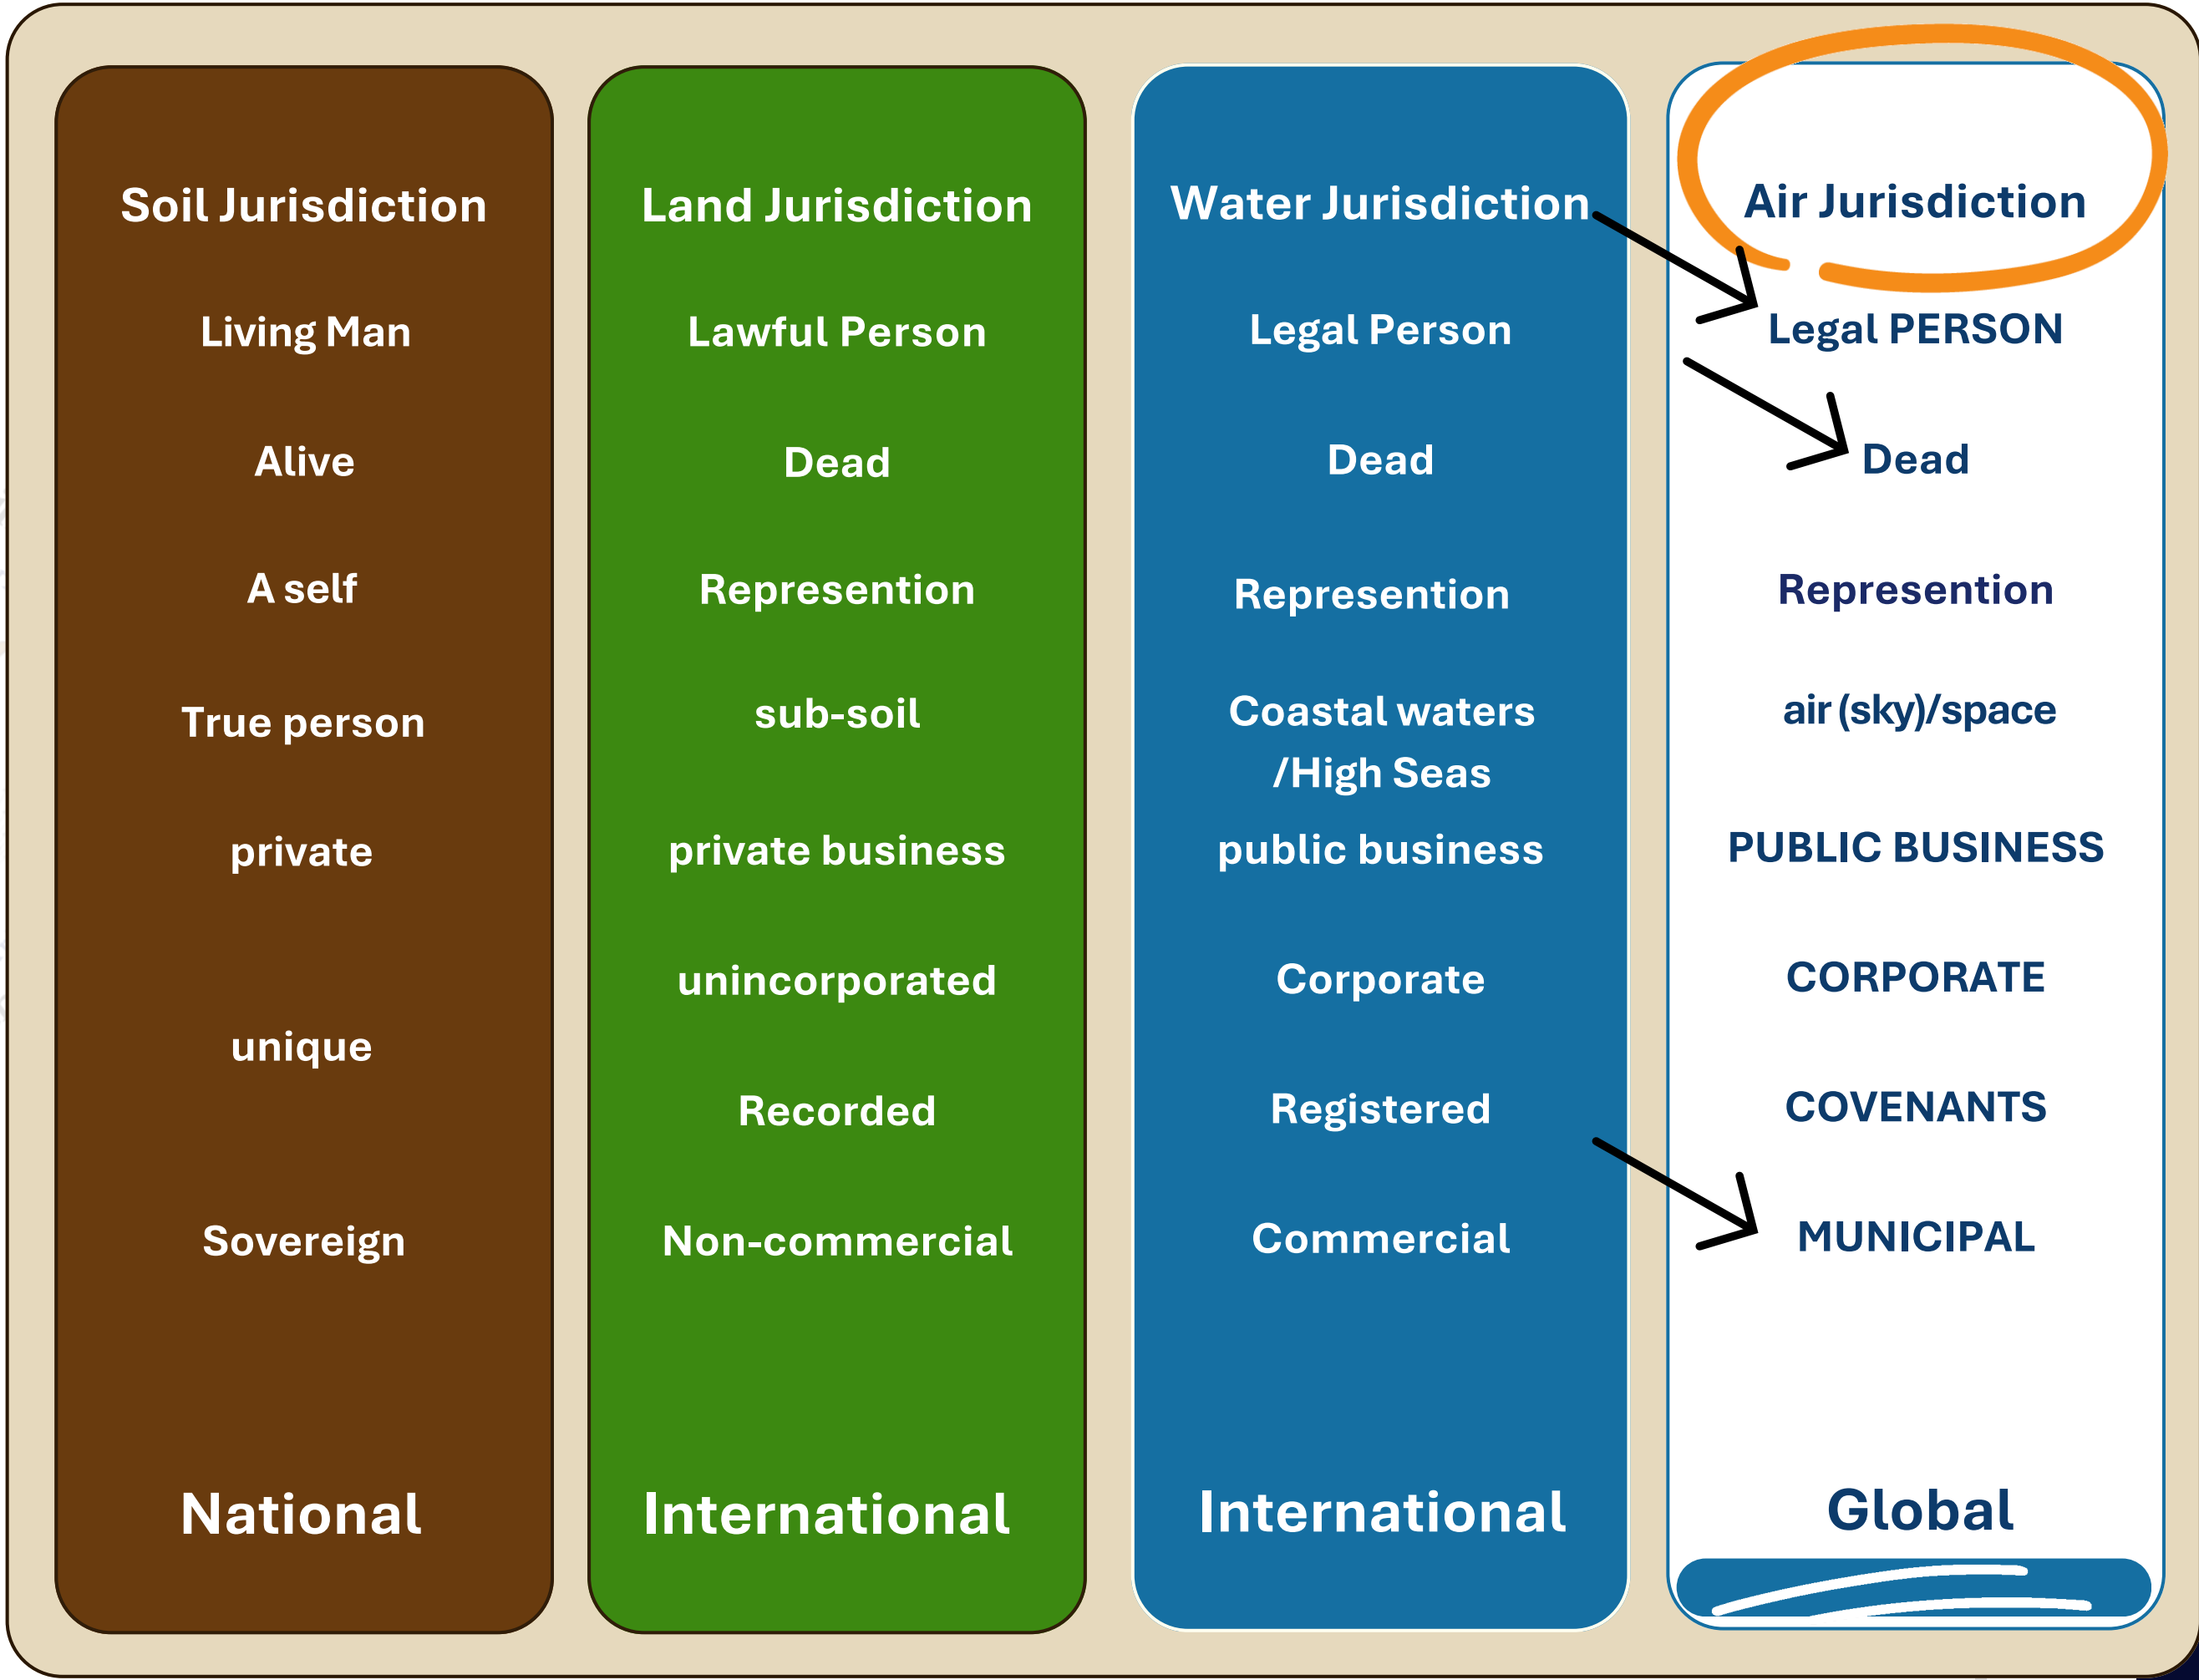 Soil Jurisdiction
Living Man
Alive
A self
True person
private
unique
Sovereign
National
Land Jurisdiction
Lawful Person
Dead
Represention
sub-soil
private business
unincorporated
Recorded
Non-commercial
International
Water Jurisdiction
Legal Person
Dead
Represention
Coastal waters
/High Seas
public business
Corporate
Registered
Commercial
International
Air Jurisdiction
Legal PERSON
Dead
Represention
air (sky)/space
PUBLIC BUSINESS
CORPORATE
COVENANTS
MUNICIPAL
Global